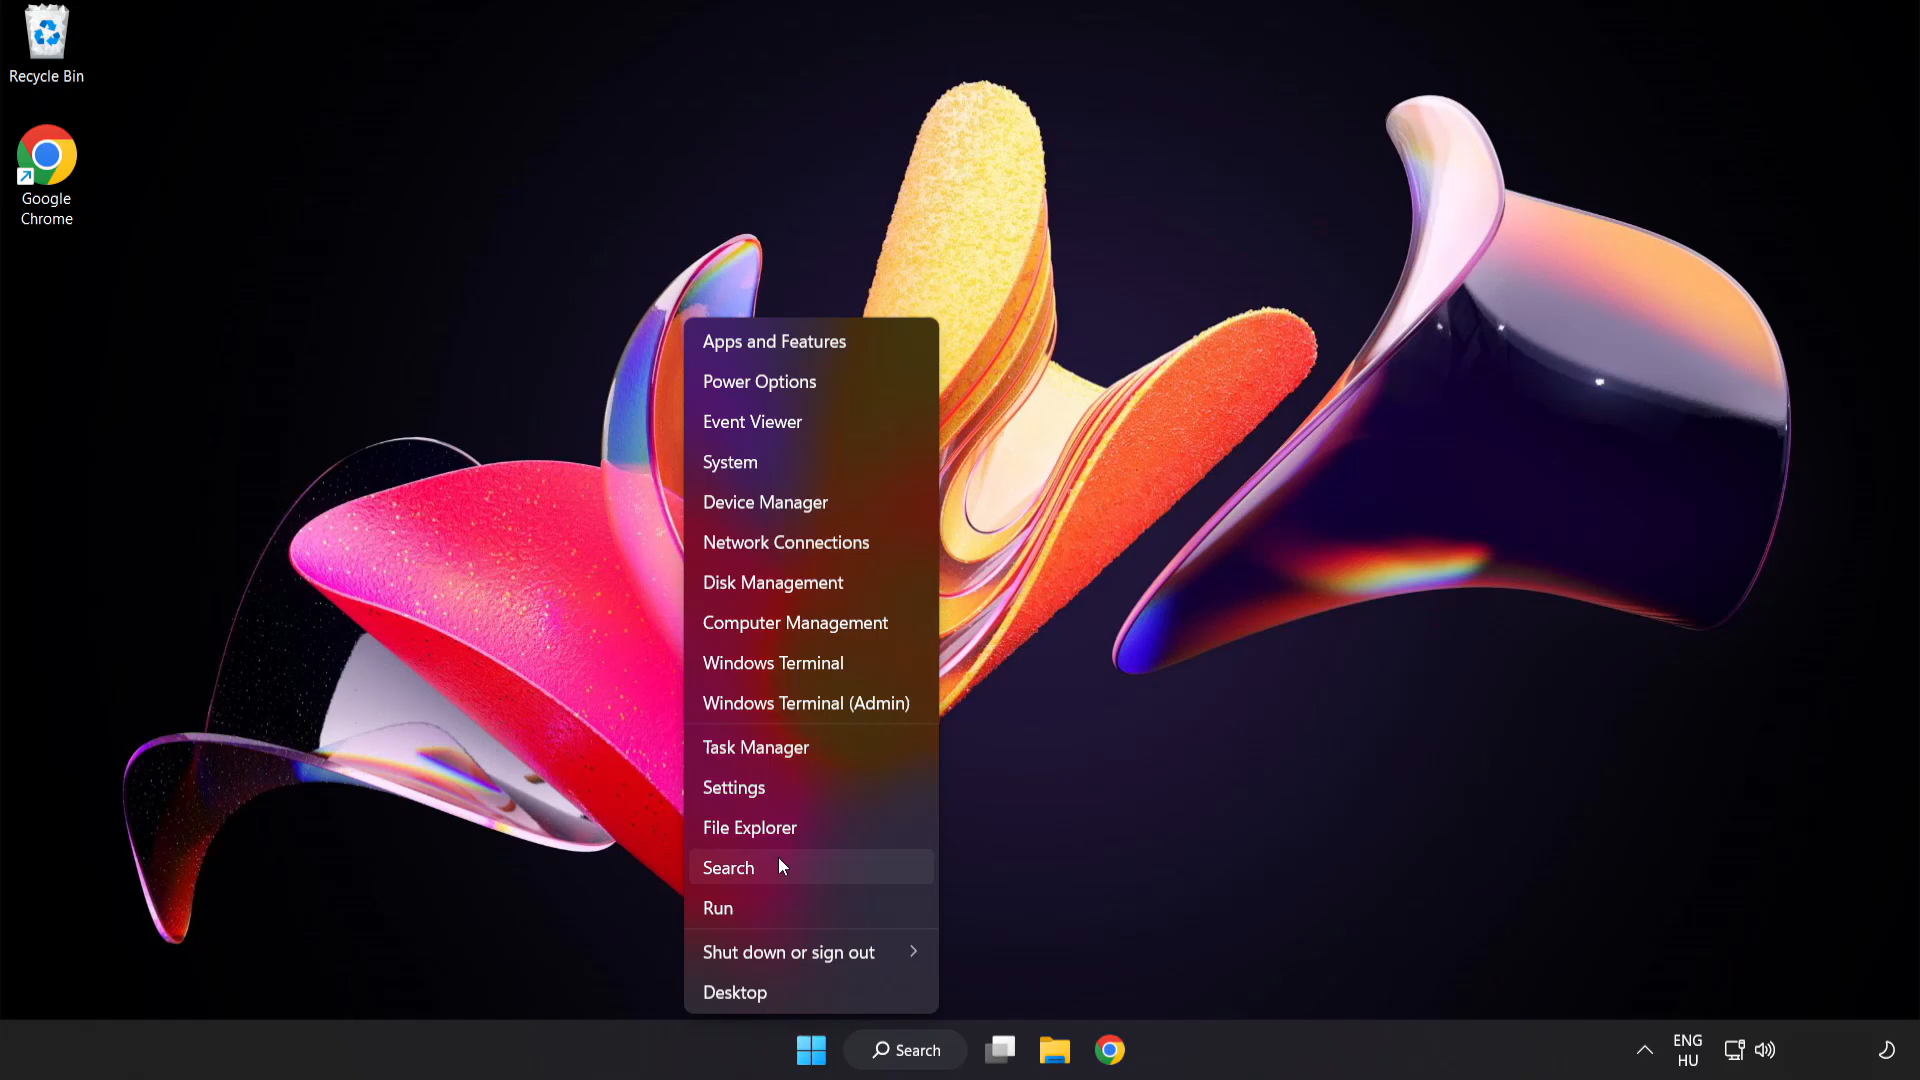 Recycle Bin
Google
Chrome
Apps and Features
Power Options
Event Viewer
System
Device Manager
Network Connections
Disk Management
Computer Management
Windows Terminal
Windows Terminal (Admin)
Task Manager
Settings
File Explorer
Search
Run
Shut down or sign out
Desktop
Search
ENG
HU